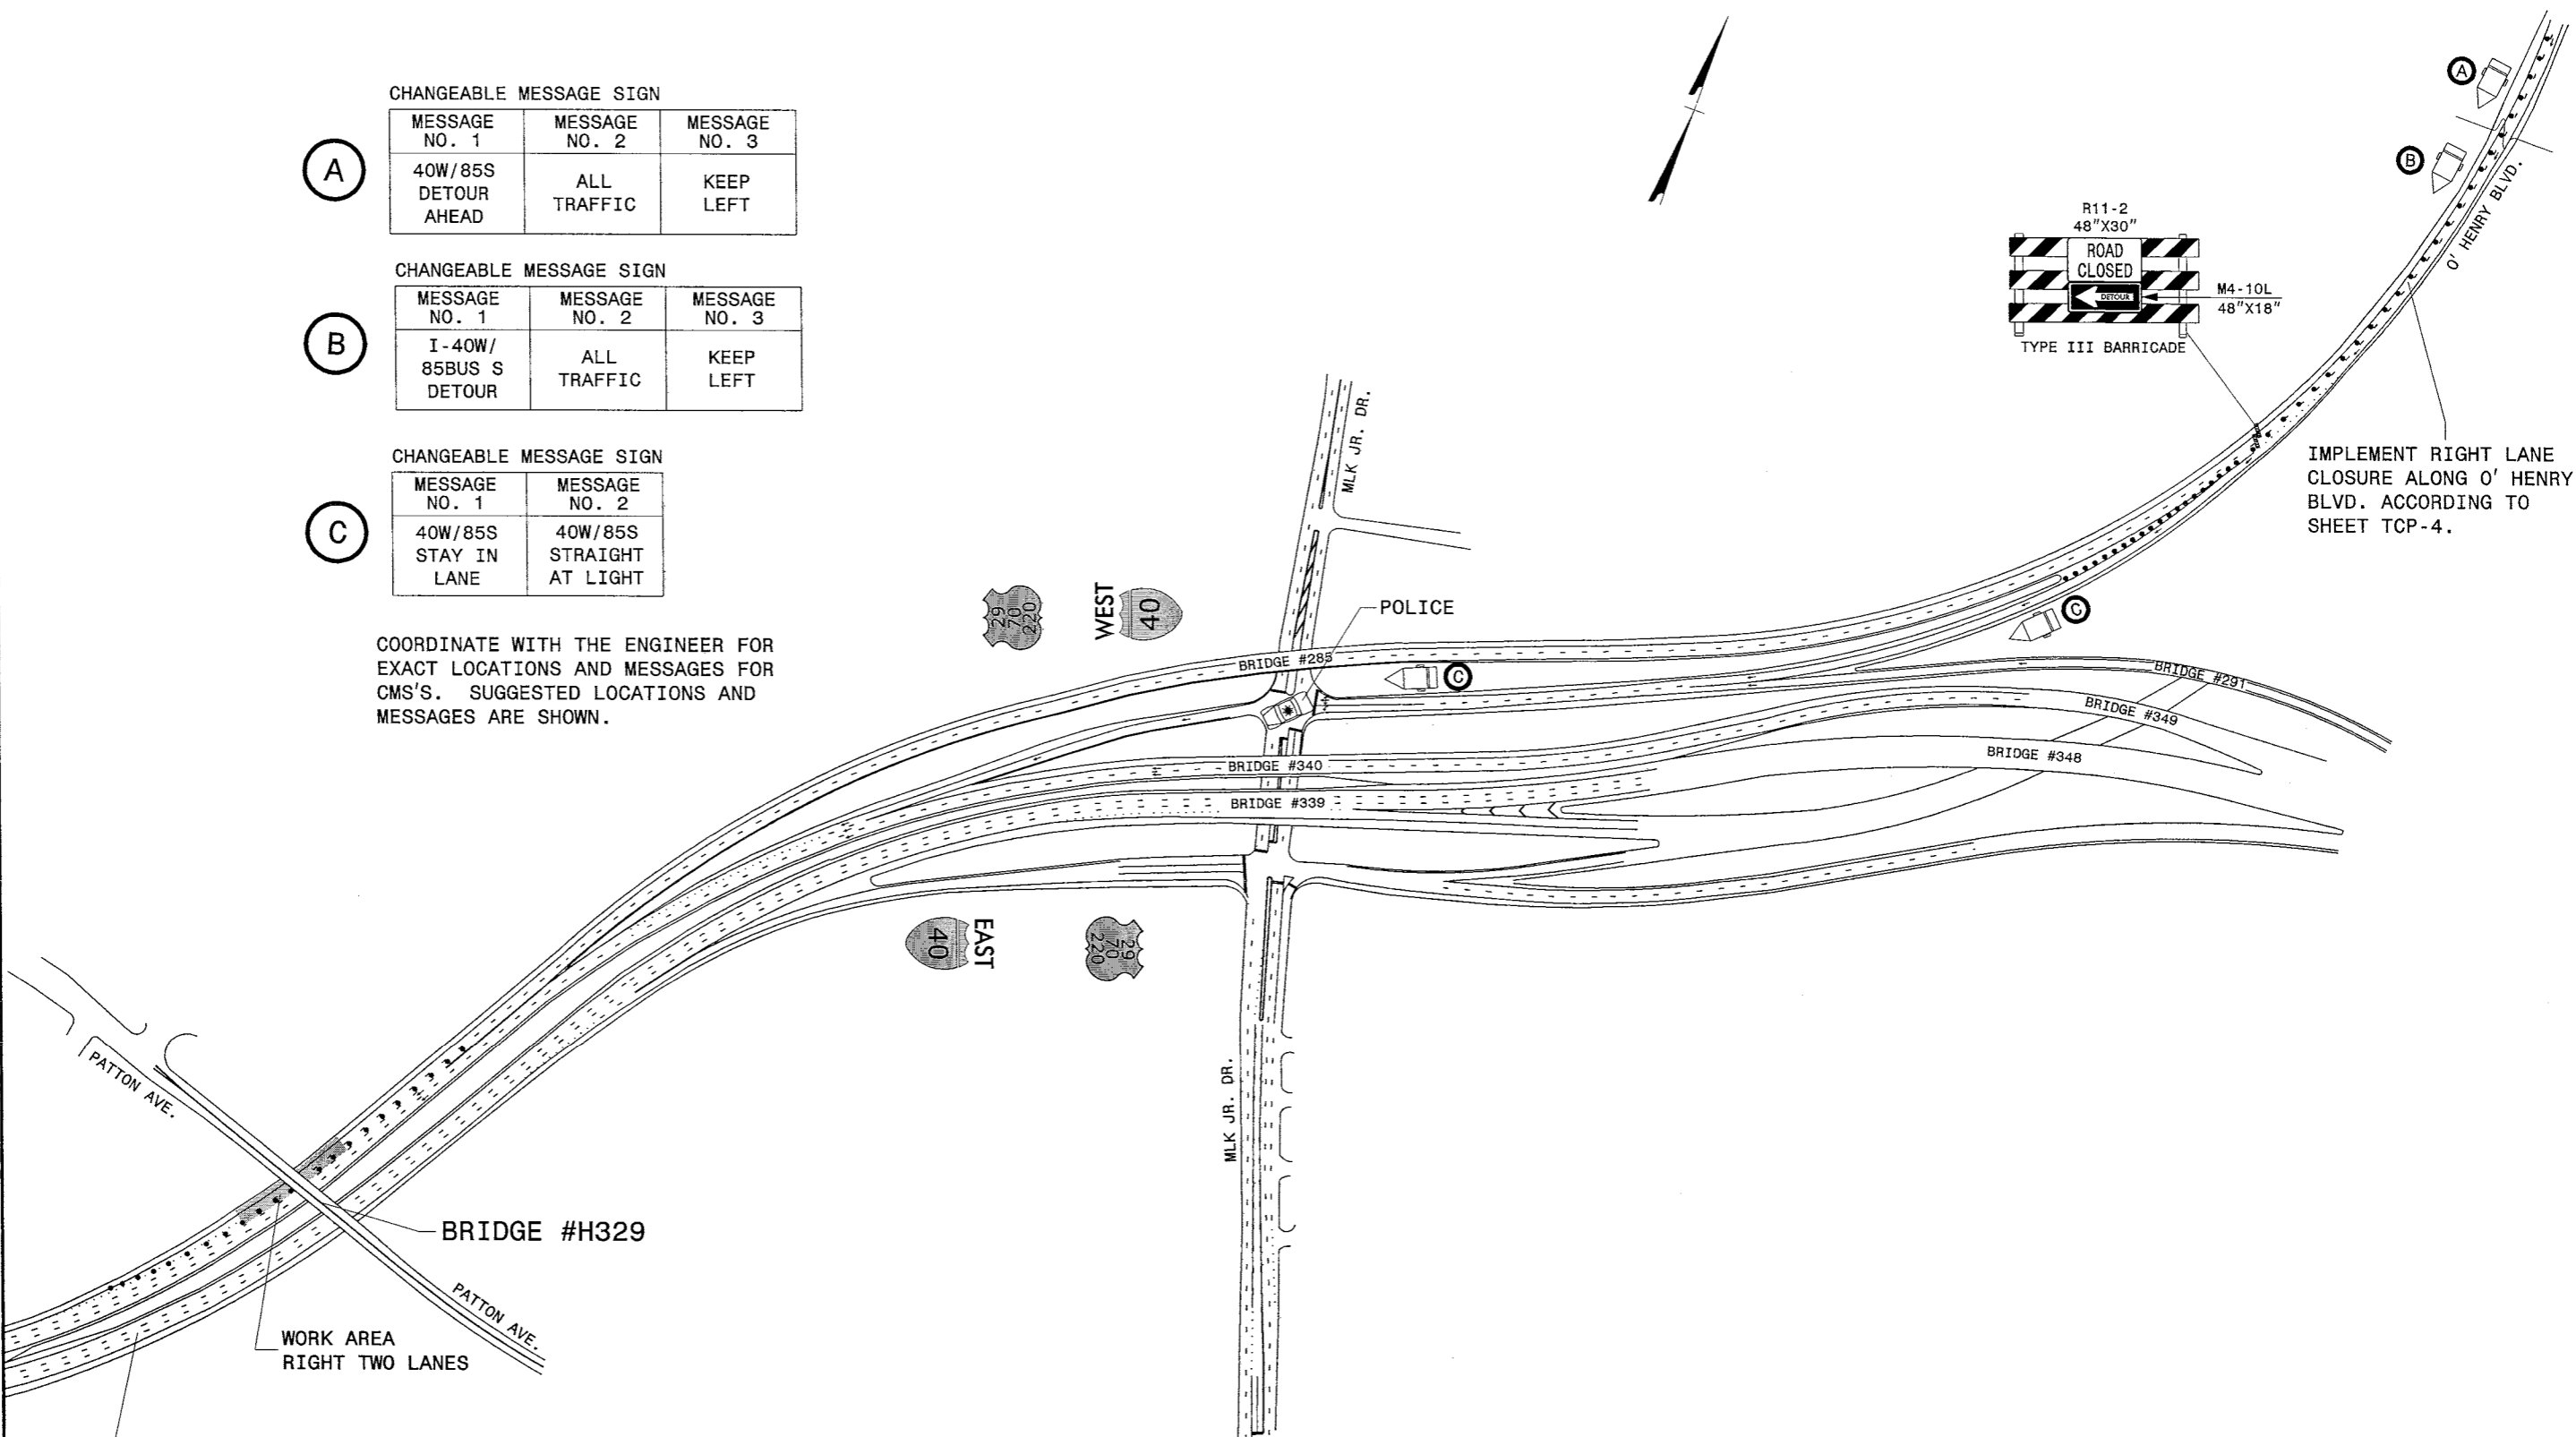 CHANGEABLE MESSAGE SIGN
A
MESSAGE NO. 1
MESSAGE NO. 2
MESSAGE NO. 3
40W/85S
DETOUR
AHEAD
ALL
TRAFFIC
KEEP
LEFT
CHANGEABLE MESSAGE SIGN
B
MESSAGE NO. 1
MESSAGE NO. 2
MESSAGE NO. 3
I-40W/
85BUS S
DETOUR
ALL
TRAFFIC
KEEP
LEFT
CHANGEABLE MESSAGE SIGN
C
MESSAGE NO. 1
MESSAGE NO. 2
40W/85S
STAY IN
LANE
40W/85S
STRAIGHT
AT LIGHT
COORDINATE WITH THE ENGINEER FOR
EXACT LOCATIONS AND MESSAGES FOR
CMS'S. SUGGESTED LOCATIONS AND
MESSAGES ARE SHOWN.
A
B
O' HENRY BLVD.
R11-2
48"X30"
ROAD
CLOSED
DETOUR
M4-10L
48"X18"
TYPE III BARRICADE
IMPLEMENT RIGHT LANE
CLOSURE ALONG O' HENRY
BLVD. ACCORDING TO
SHEET TCP-4.
MLK JR. DR.
29
70
220
WEST
40
POLICE
C
C
BRIDGE #285
BRIDGE #291
BRIDGE #349
BRIDGE #348
BRIDGE #340
BRIDGE #339
40
EAST
29
70
220
MLK JR. DR.
PATTON AVE.
BRIDGE #H329
PATTON AVE.
WORK AREA
RIGHT TWO LANES